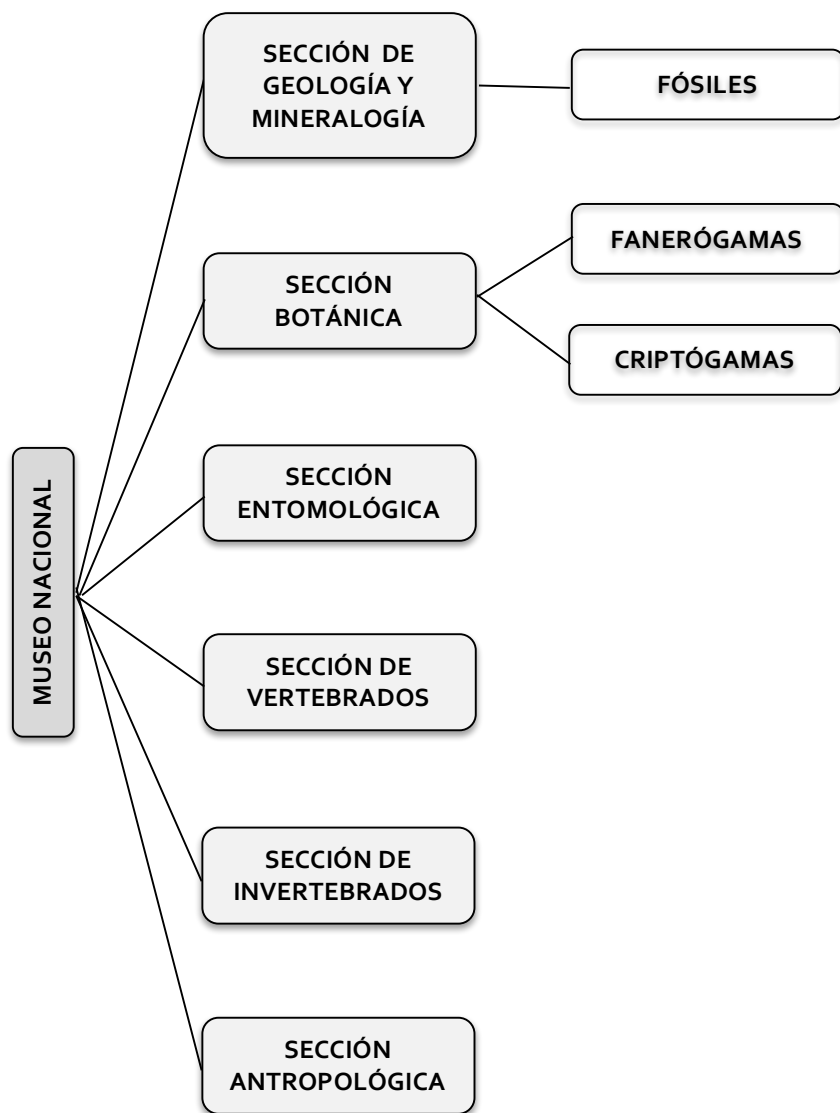 SECCIÓN DE
GEOLOGÍA Y
MINERALOGÍA
FÓSILES
FANERÓGAMAS
SECCIÓN
BOTÁNICA
CRIPTÓGAMAS
SECCIÓN
ENTOMOLÓGICA
MUSEO NACIONAL
SECCIÓN DE
VERTEBRADOS
SECCIÓN DE
INVERTEBRADOS
SECCIÓN
ANTROPOLÓGICA